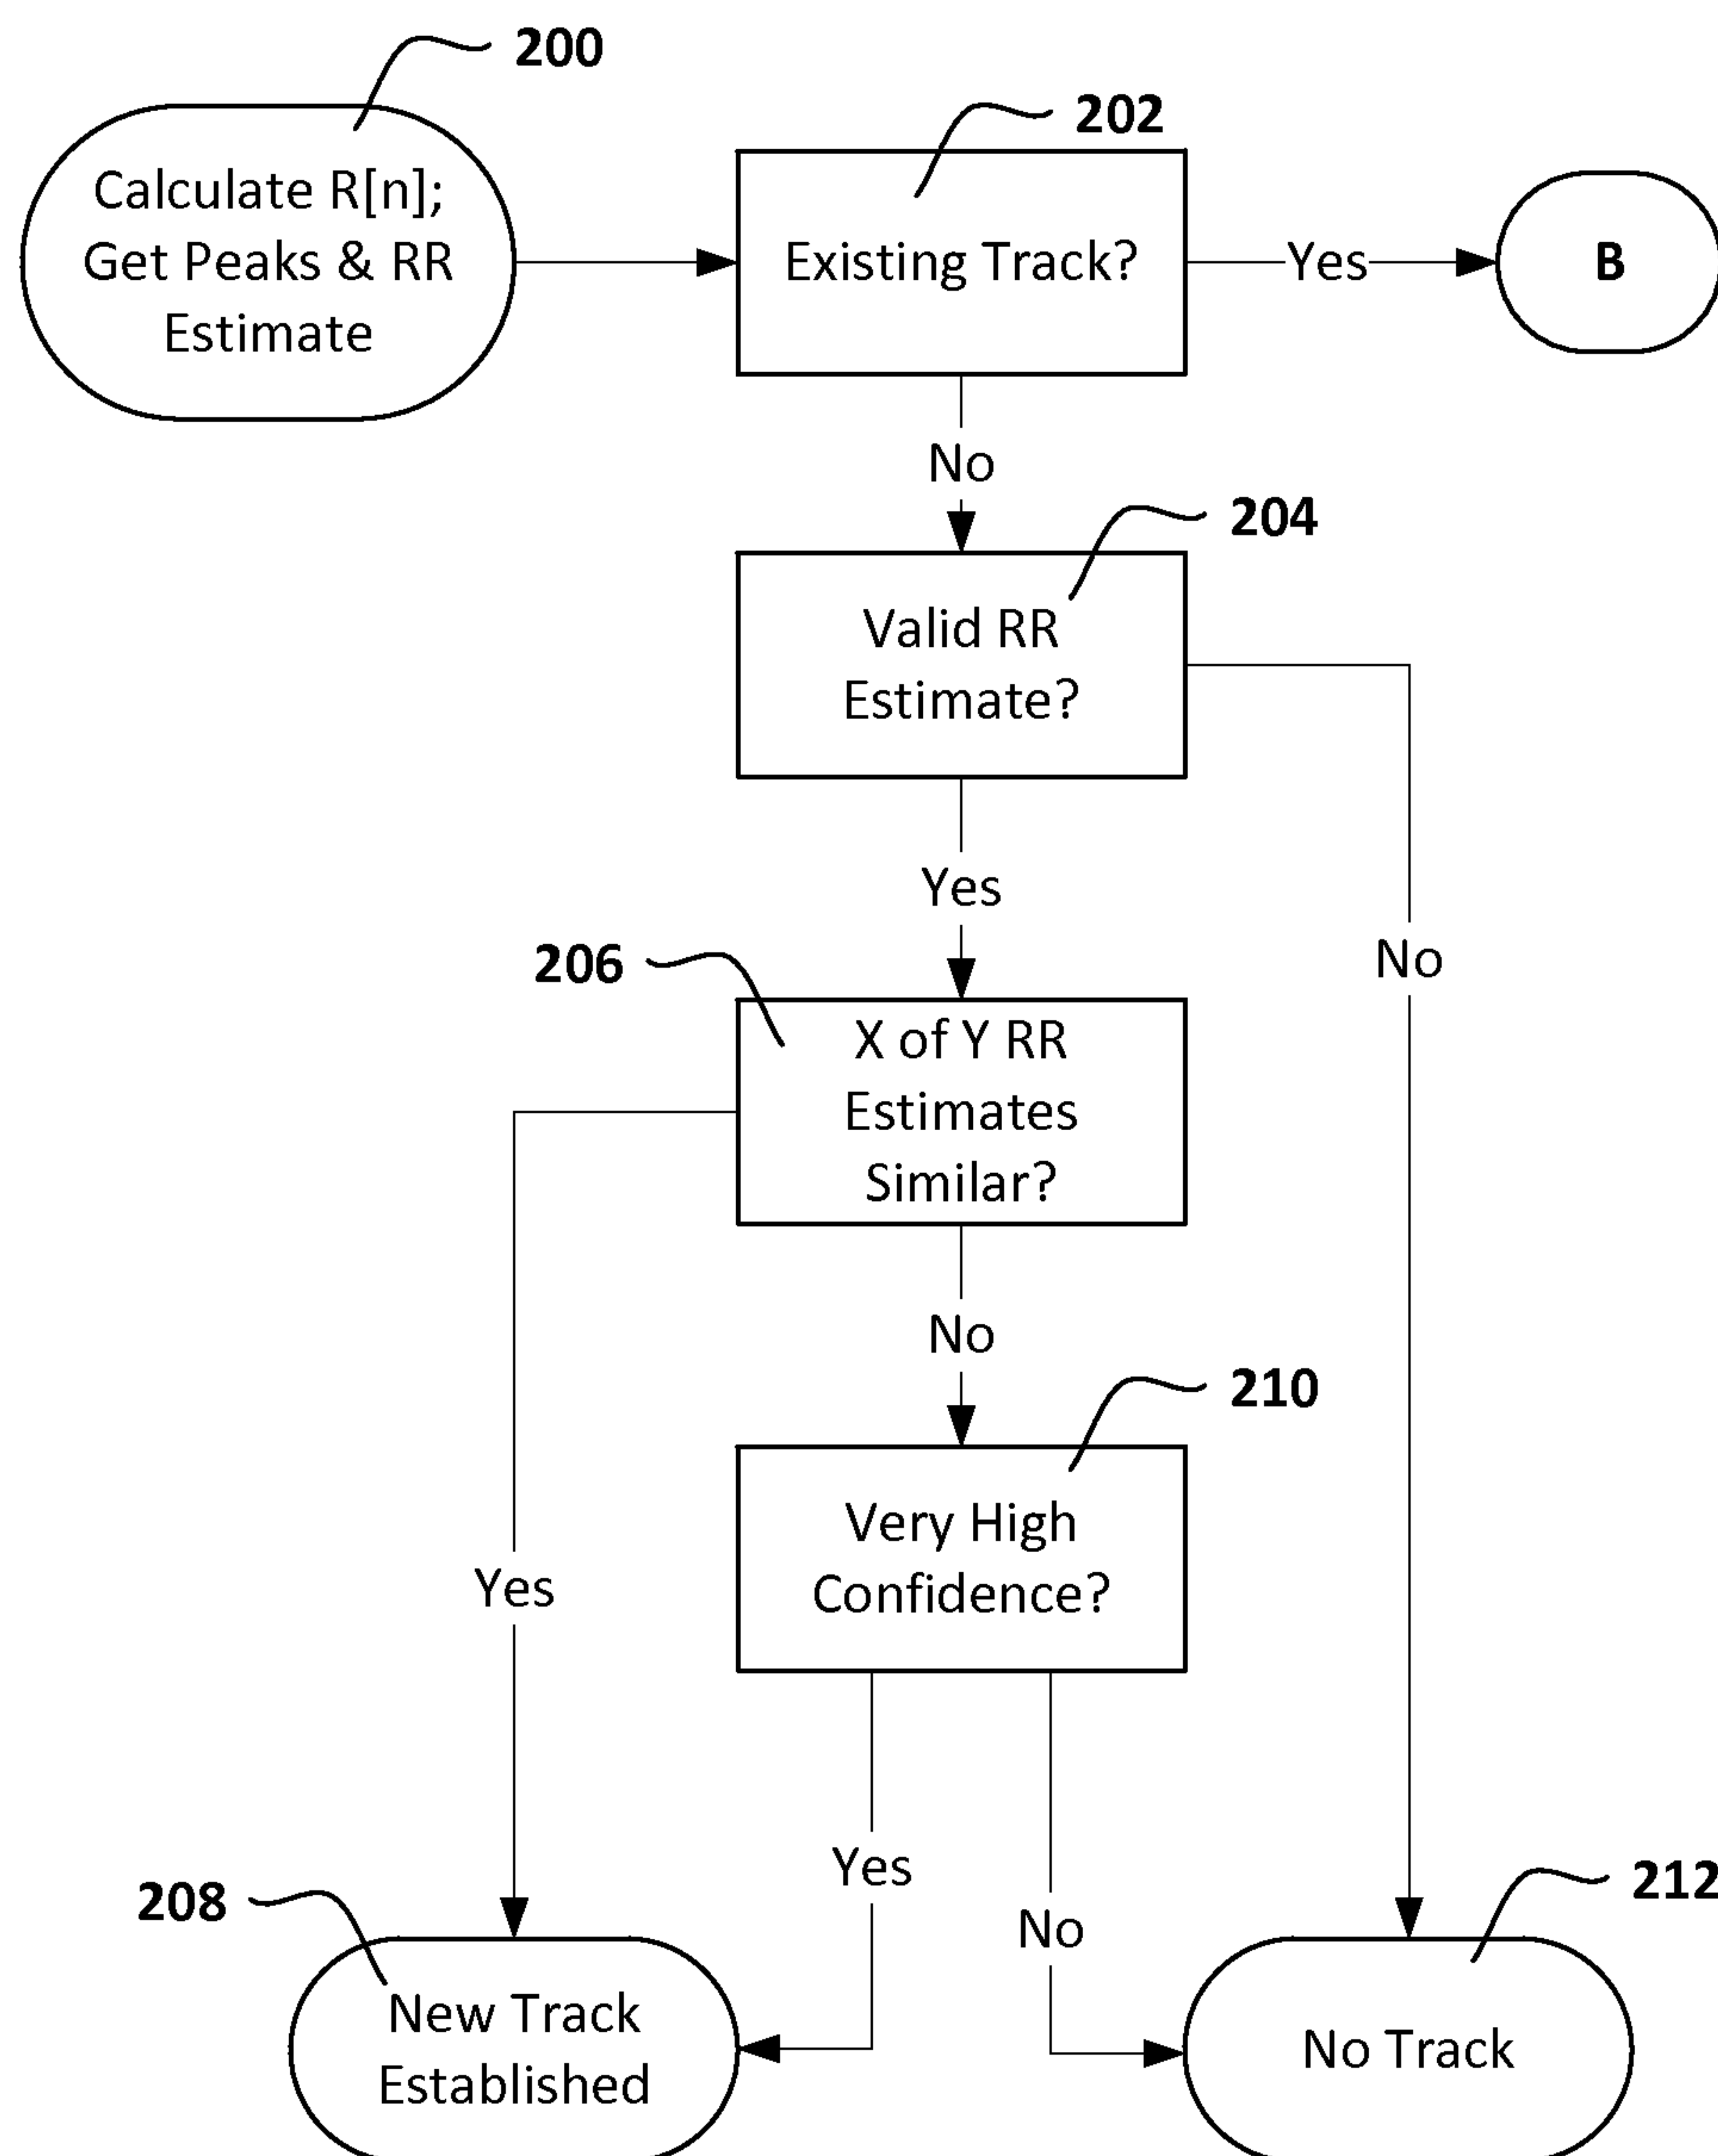 200
Calculate R[n];
Get Peaks & RR
Estimate
202
Existing Track?
Yes
B
No
204
Valid RR
Estimate?
Yes
No
206
X of Y RR
Estimates
Similar?
No
210
Very High
Confidence?
Yes
Yes
No
208
New Track
Established
212
No Track